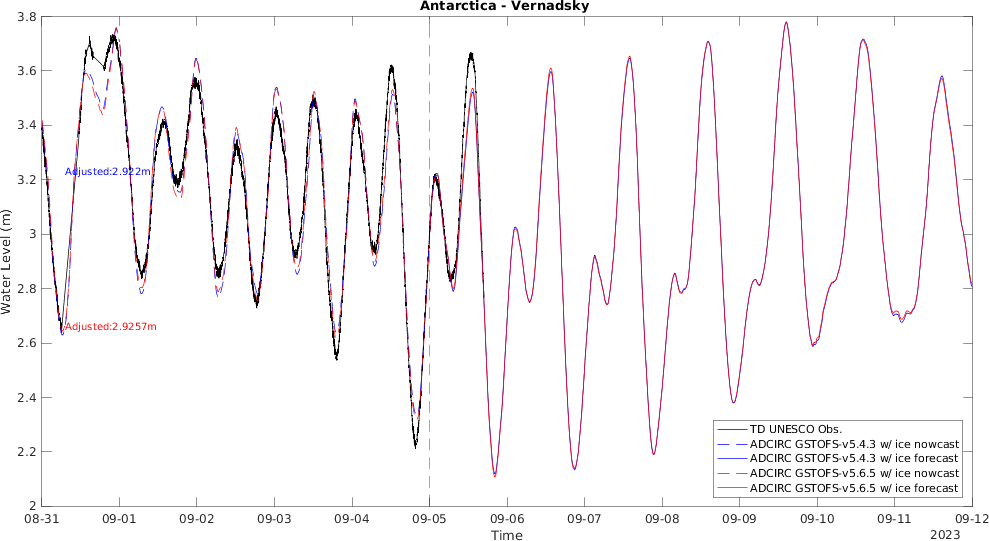 Antarctica - Vernadsky
3.8
3.6
3.4
3.2
3
2.8
2.6
2.4
2.2
2
Water Level (m)
Adjusted:2.922m
Adjusted:2.9257m
TD UNESCO Obs.
ADCIRC GSTOFS-v5.4.3 w/ ice nowcast
ADCIRC GSTOFS-v5.4.3 w/ ice forecast
ADCIRC GSTOFS-v5.6.5 w/ ice nowcast
ADCIRC GSTOFS-v5.6.5 w/ ice forecast
08-31 09-01 09-02 09-03 09-04 09-05 09-06 09-07 09-08 09-09 09-10 09-11 09-12
Time
2023